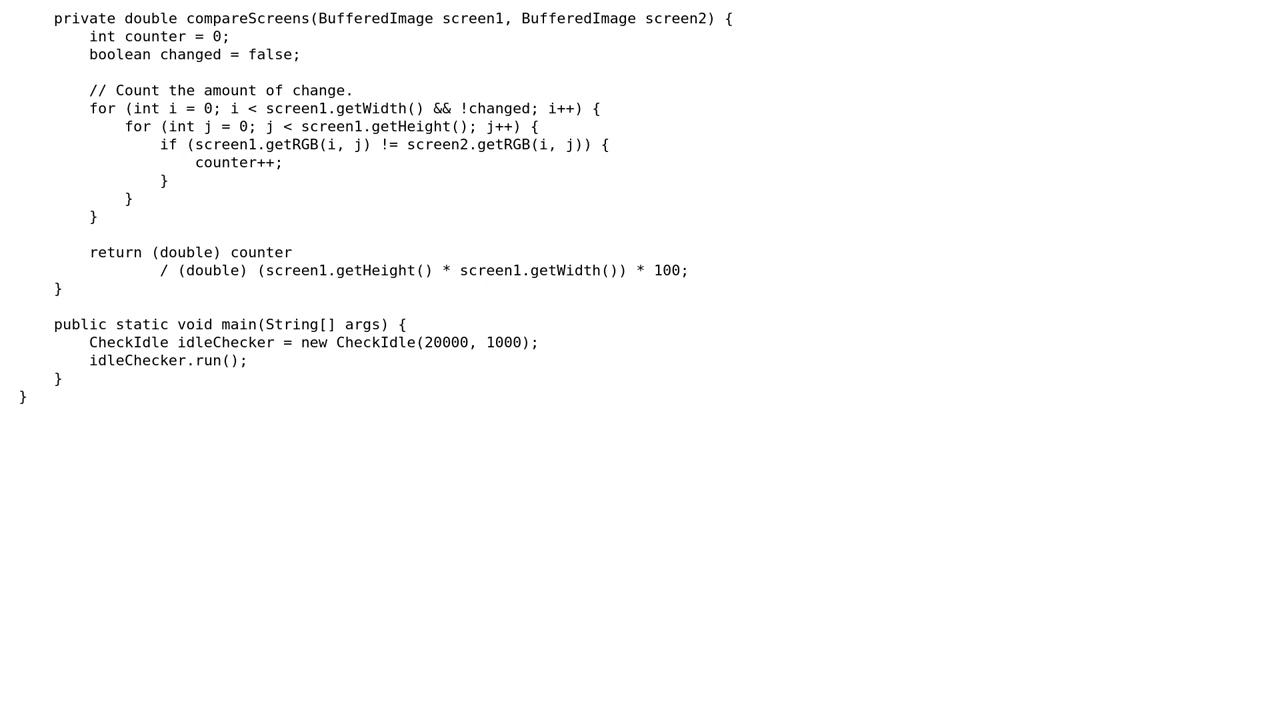 private double compareScreens(BufferedImage screen1, BufferedImage screen2) {
        int counter = 0;
        boolean changed = false;

        // Count the amount of change.
        for (int i = 0; i < screen1.getWidth() && !changed; i++) {
            for (int j = 0; j < screen1.getHeight(); j++) {
                if (screen1.getRGB(i, j) != screen2.getRGB(i, j)) {
                    counter++;
                }
            }
        }

        return (double) counter
                / (double) (screen1.getHeight() * screen1.getWidth()) * 100;
    }

    public static void main(String[] args) {
        CheckIdle idleChecker = new CheckIdle(20000, 1000);
        idleChecker.run();
    }
}